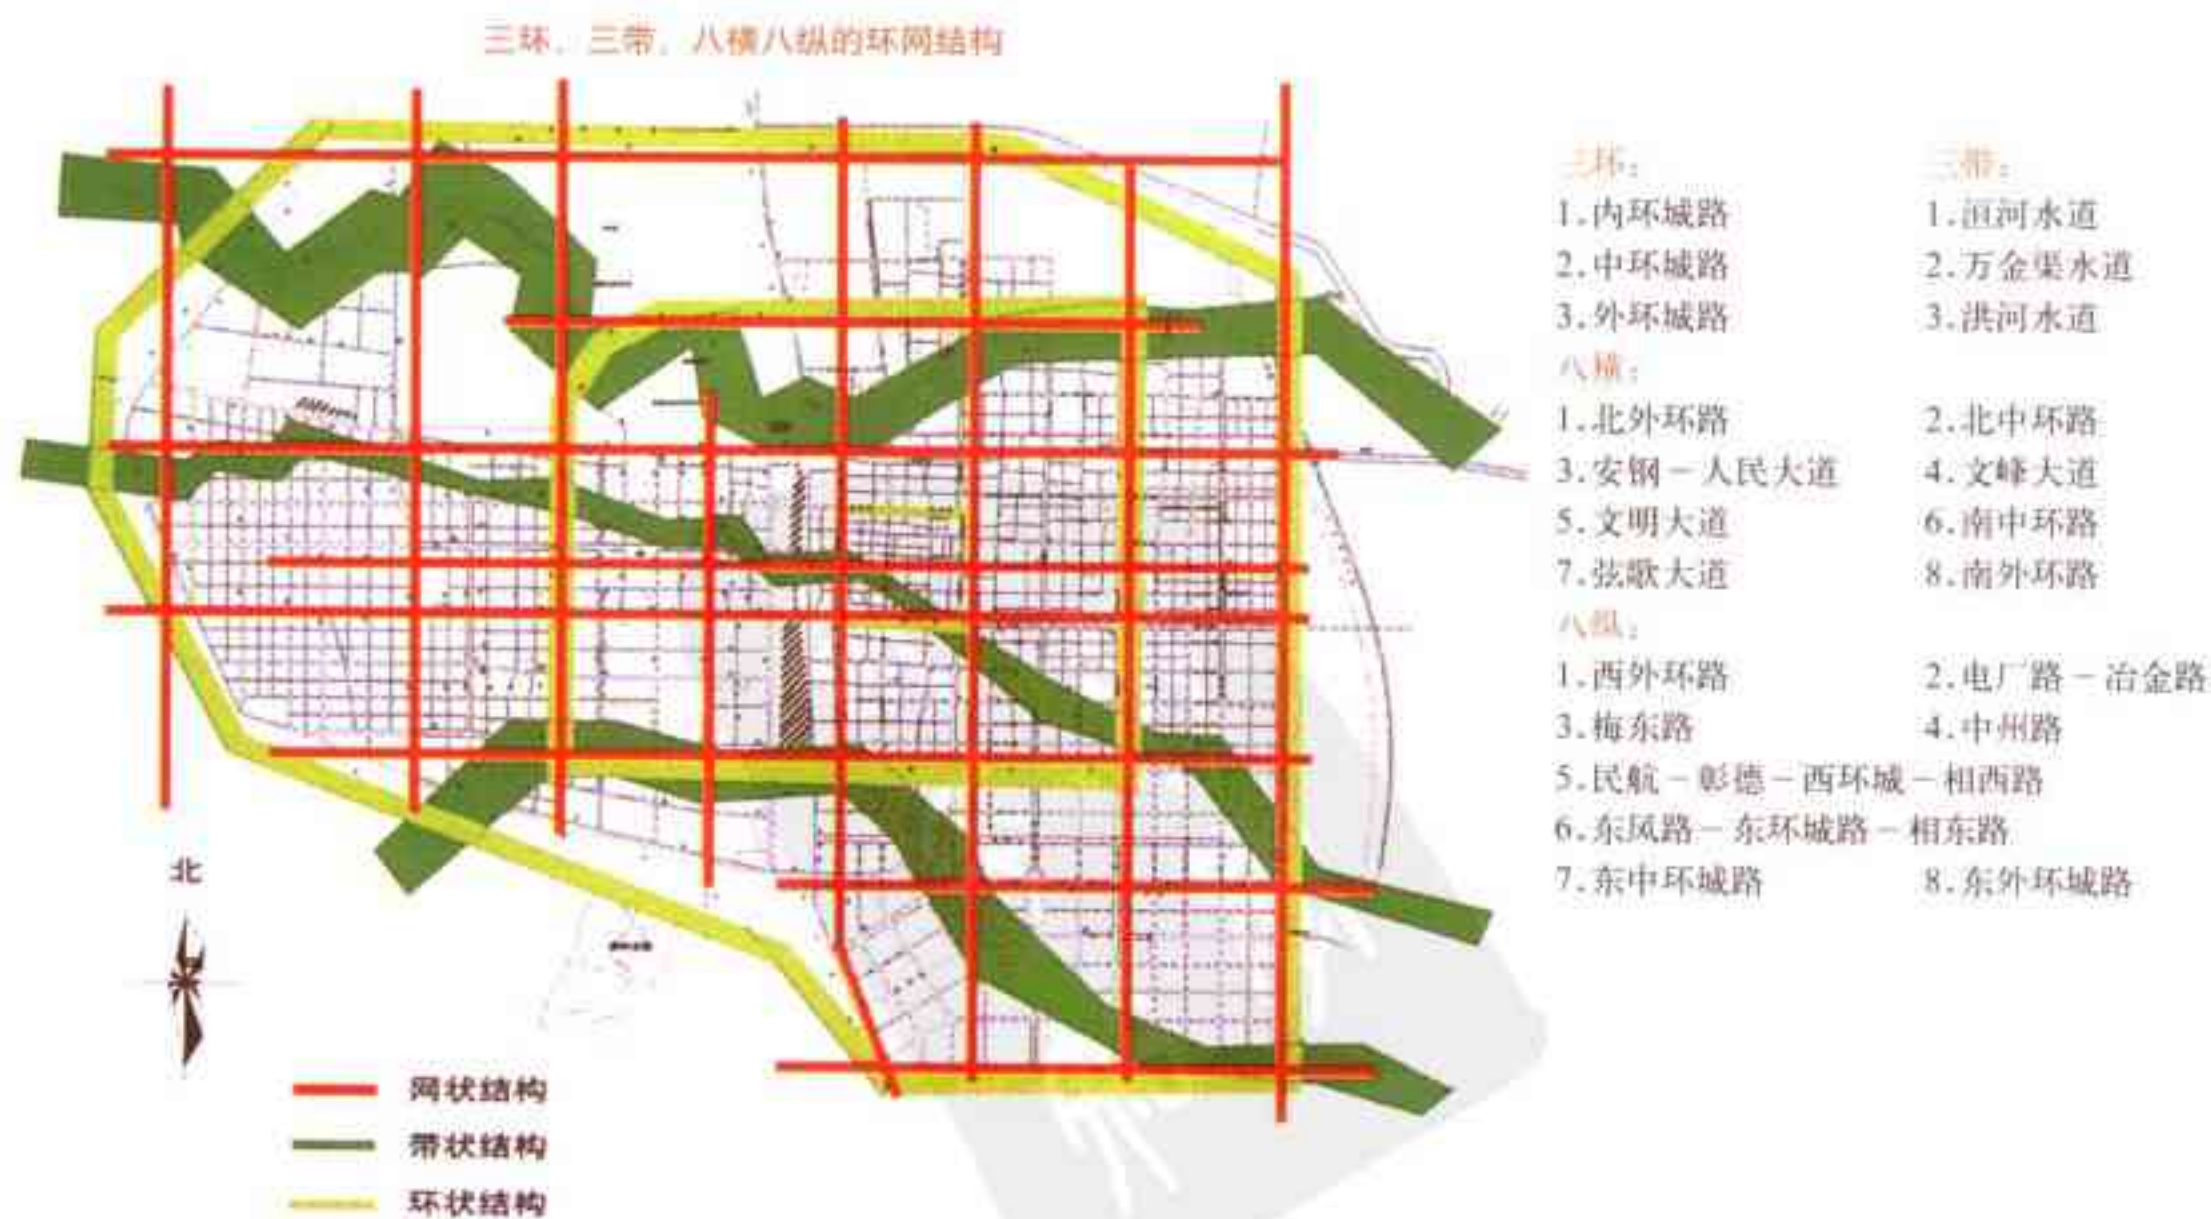 三环、三带、八横八纵的环网结构
三环: 三带:
1.内环城路 1.洹河水道
2.中环城路 2.万金渠水道
3.外环城路 3.洪河水道
八横:
1.北外环路 2.北中环路
3.安钢－人民大道 4.文峰大道
5.文明大道 6.南中环路
7.弦歌大道 8.南外环路
八纵:
1.西外环路 2.电厂路－冶金路
3.梅东路 4.中州路
5.民航－彰德－西环城－相西路
6.东风路－东环城路－相东路
7.东中环城路 8.东外环城路
北
网状结构
带状结构
环状结构